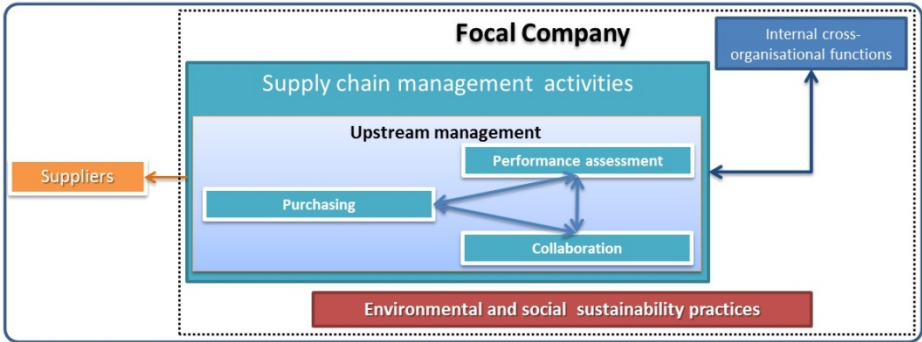 Focal Company
Internal cross-
organisational functions
Supply chain management activities
Upstream management
Performance assessment
Suppliers
Purchasing
Collaboration
Environmental and social sustainability practices